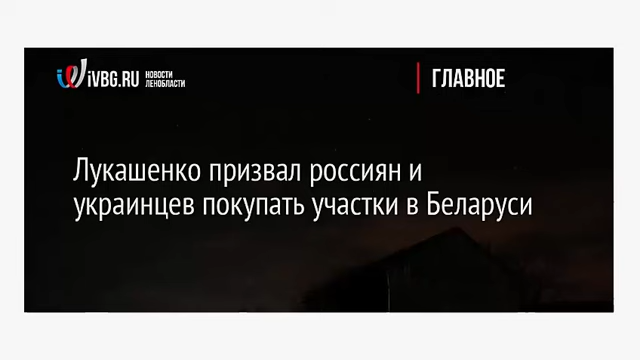 iVBG.RU
НОВОСТИ
ЛЕНОБЛАСТИ
ГЛАВНОЕ
Лукашенко призвал россиян и
украинцев покупать участки в Беларуси